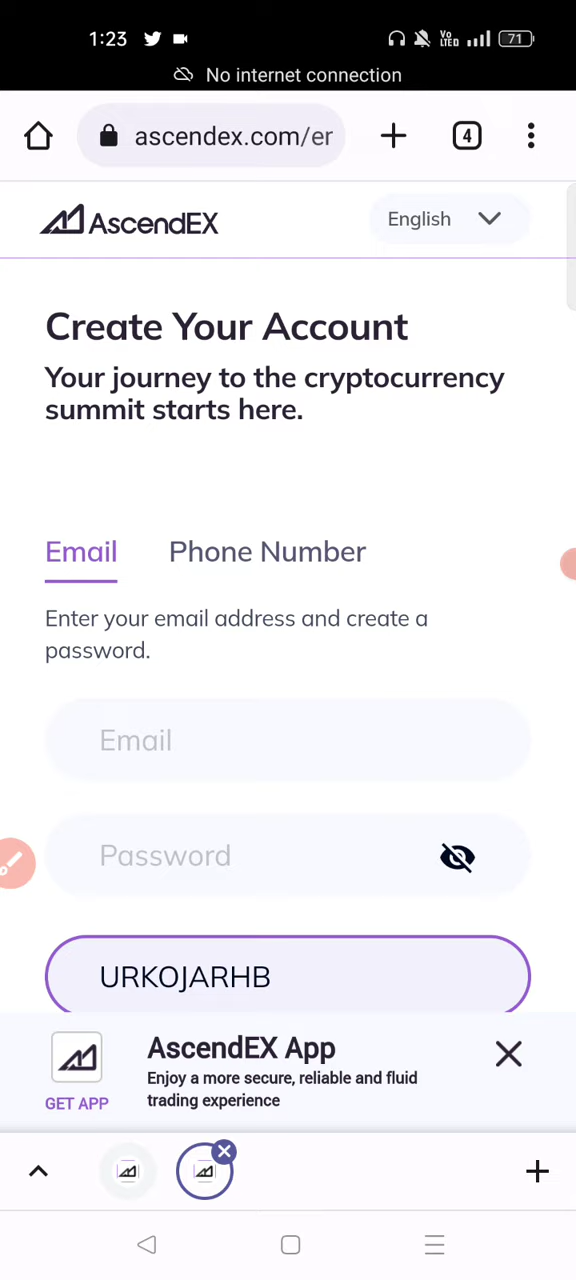 1:23
Vo LTED
71
No internet connection
ascendex.com/er
4
AscendEX
English
Create Your Account
Your journey to the cryptocurrency
summit starts here.
Email
Phone Number
Enter your email address and create a
password.
Email
Password
URKOJARHB
AscendEX App
Enjoy a more secure, reliable and fluid
trading experience
GET APP